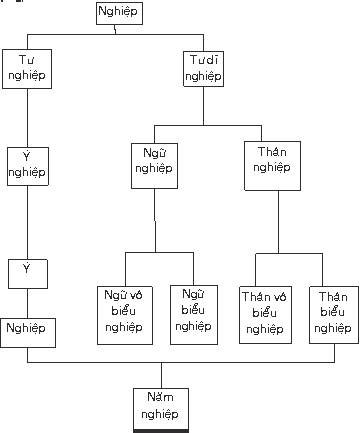 Nghiệp
Tư
nghiệp
Tư dĩ
nghiệp
Ý
nghiệp
Ngữ
nghiệp
Thân
nghiệp
Ý
Nghiệp
Ngữ vô
biểu
nghiệp
Ngữ
biểu
nghiệp
Thân vô
biểu
nghiệp
Thân
biểu
nghiệp
Năm
nghiệp